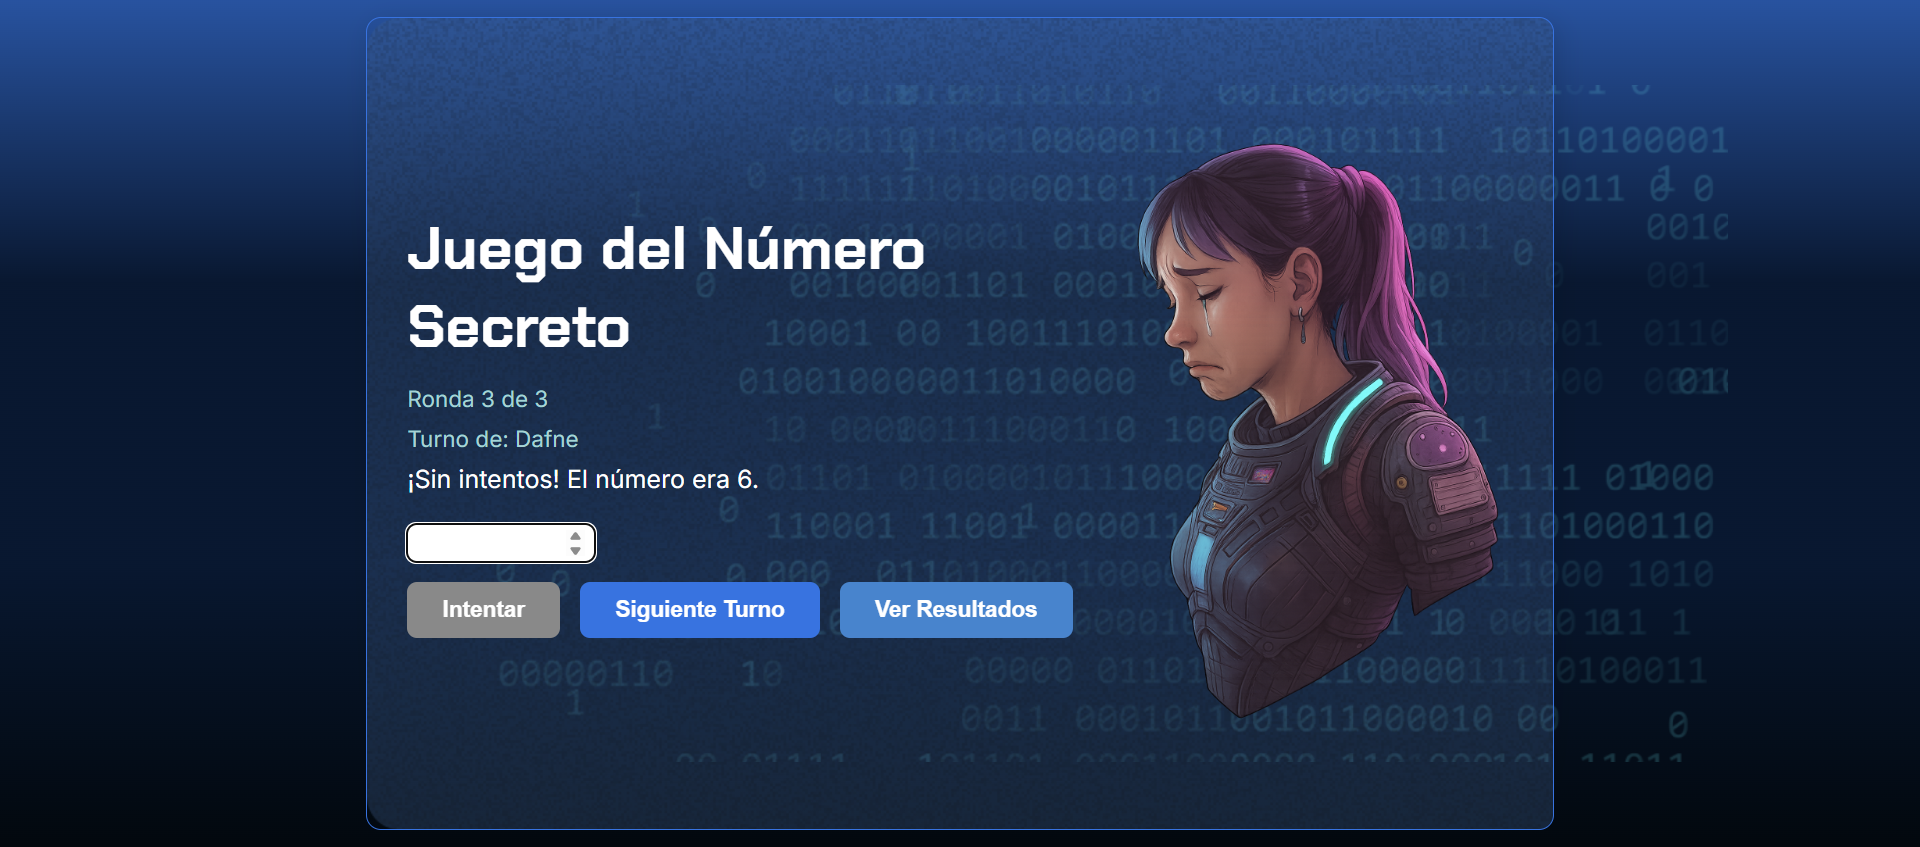 Juego del Número
Secreto
Ronda 3 de 3
Turno de: Dafne
¡Sin intentos! El número era 6.
Intentar
Siguiente Turno
Ver Resultados